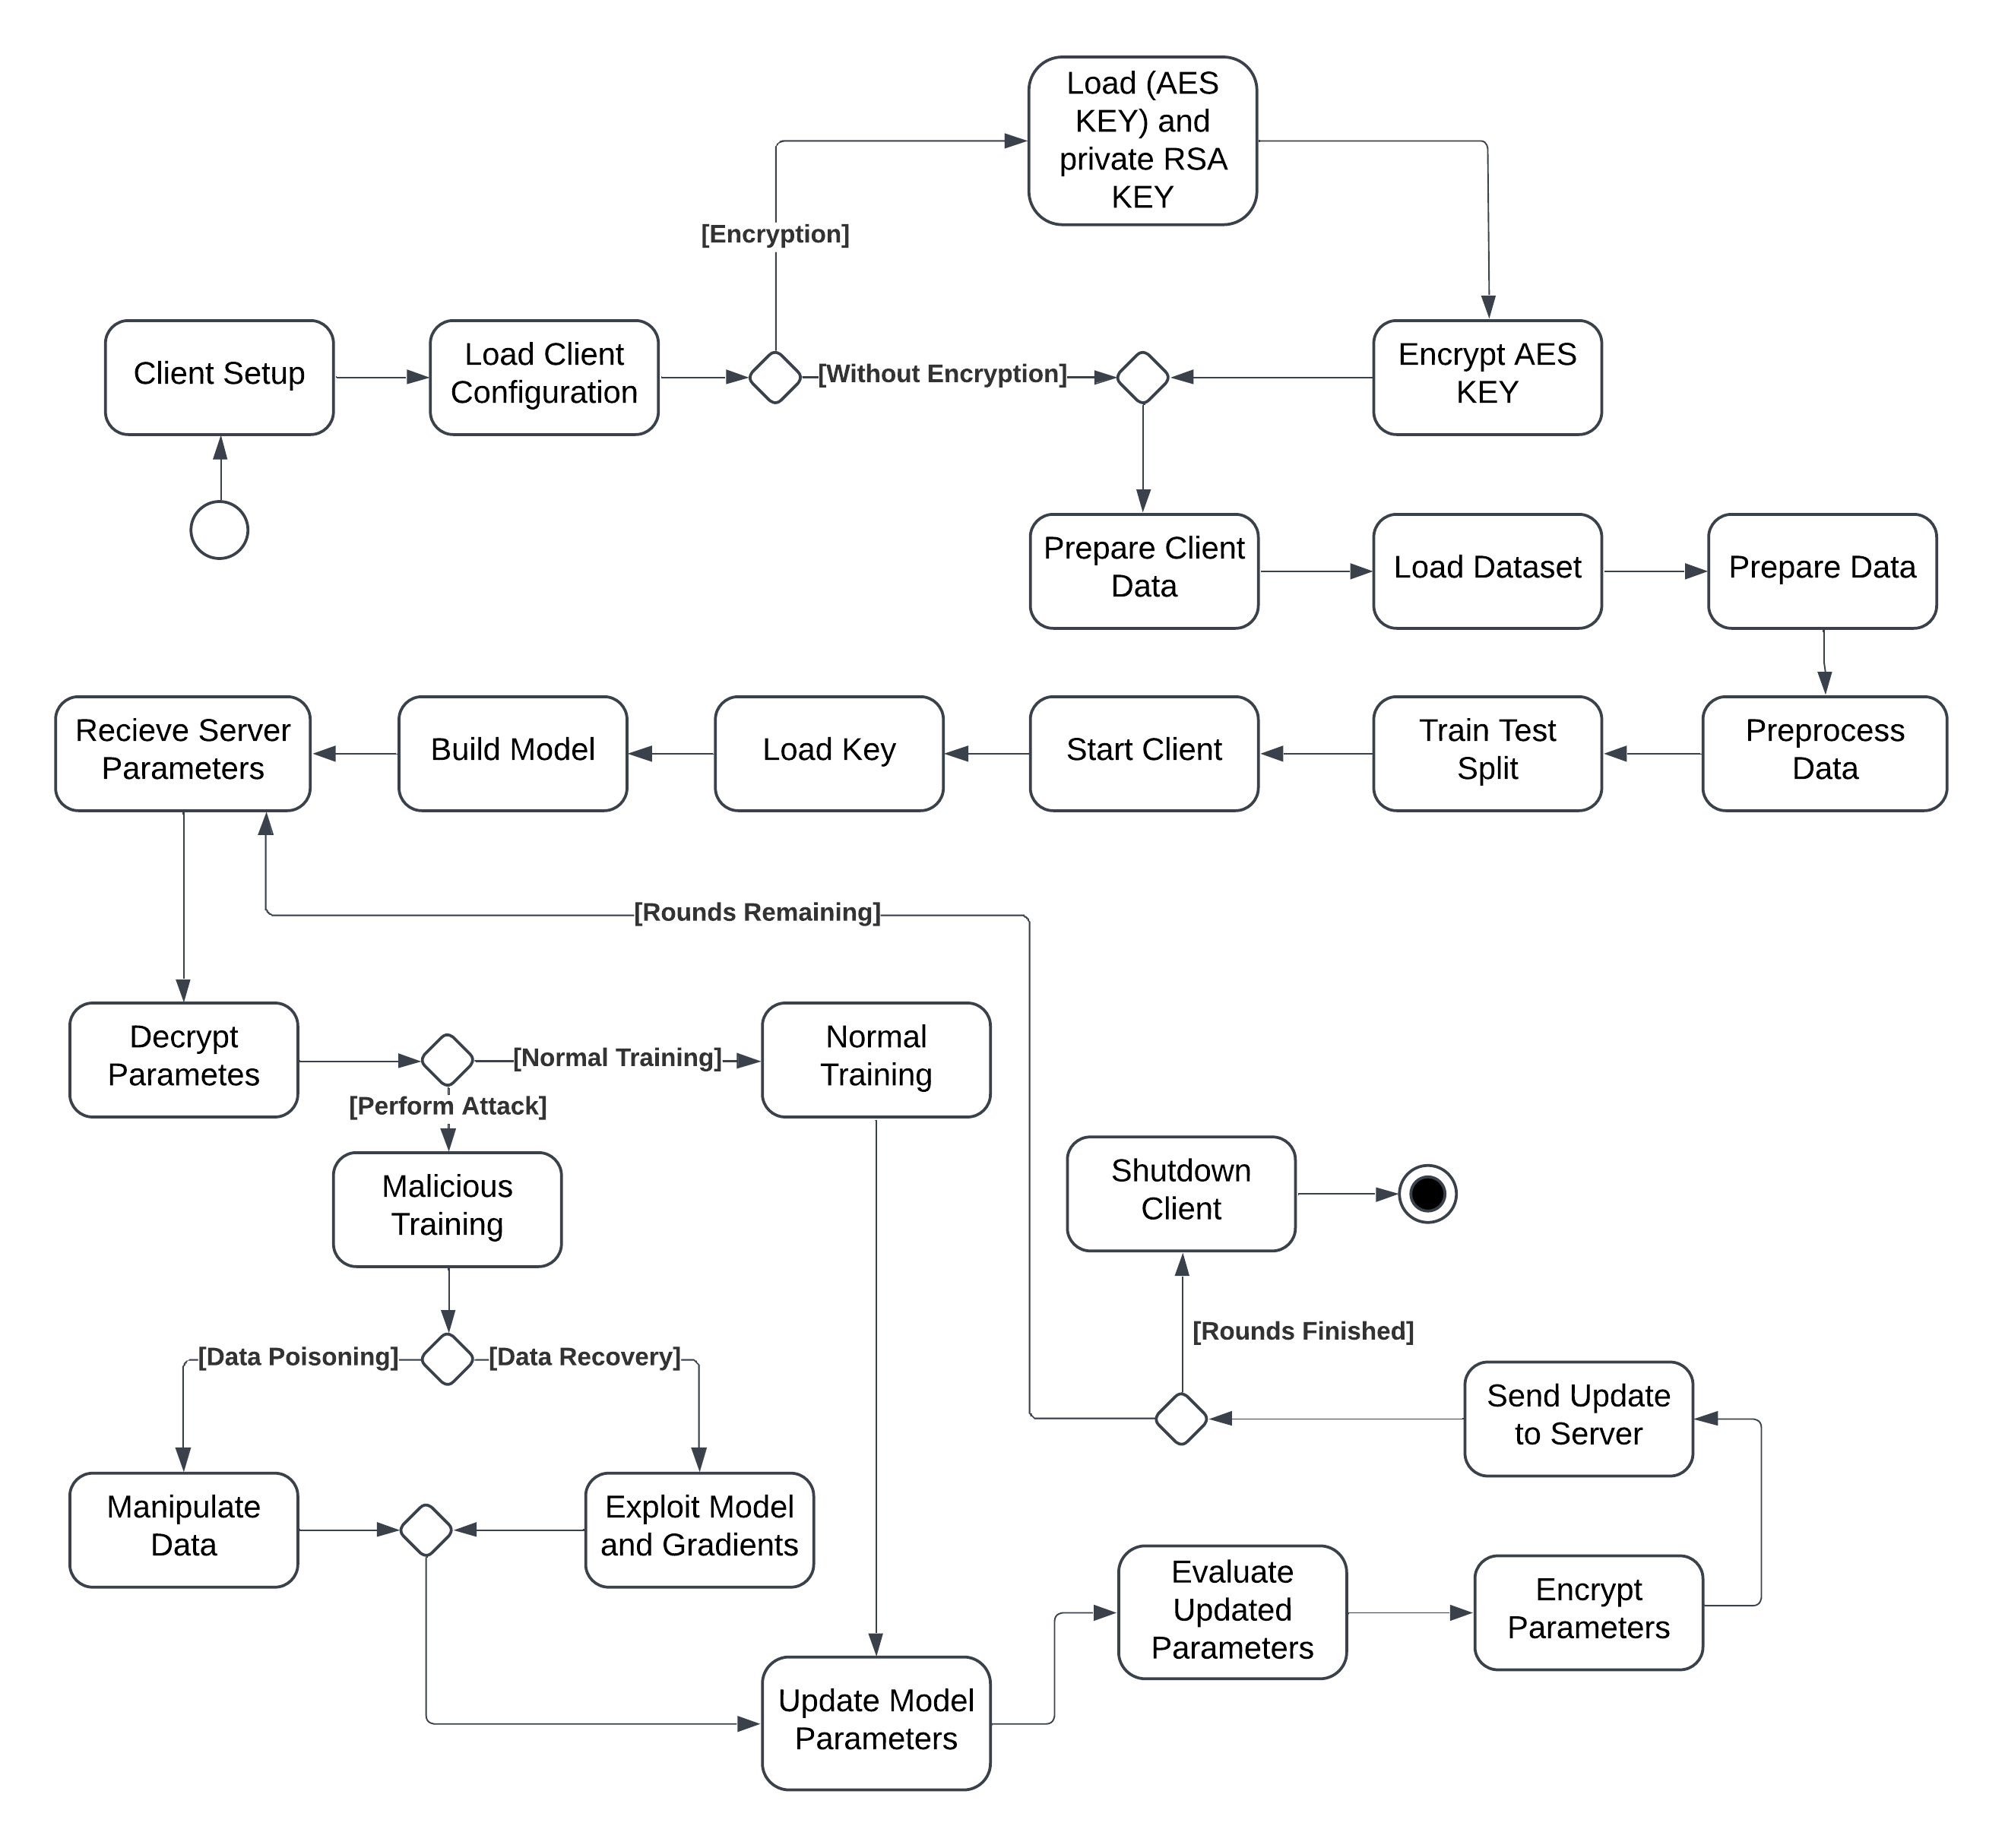 Load (AES
KEY) and
private RSA
KEY
[Encryption]
Client Setup
Load Client
Configuration
[Without Encryption]
Encrypt AES
KEY
Prepare Client
Data
Load Dataset
Prepare Data
Recieve Server
Parameters
Build Model
Load Key
Start Client
Train Test
Split
Preprocess
Data
[Rounds Remaining]
Decrypt
Parametes
[Normal Training]
Normal
Training
[Perform Attack]
Malicious
Training
Shutdown
Client
[Rounds Finished]
[Data Poisoning]
[Data Recovery]
Send Update
to Server
Manipulate
Data
Exploit Model
and Gradients
Evaluate
Updated
Parameters
Encrypt
Parameters
Update Model
Parameters